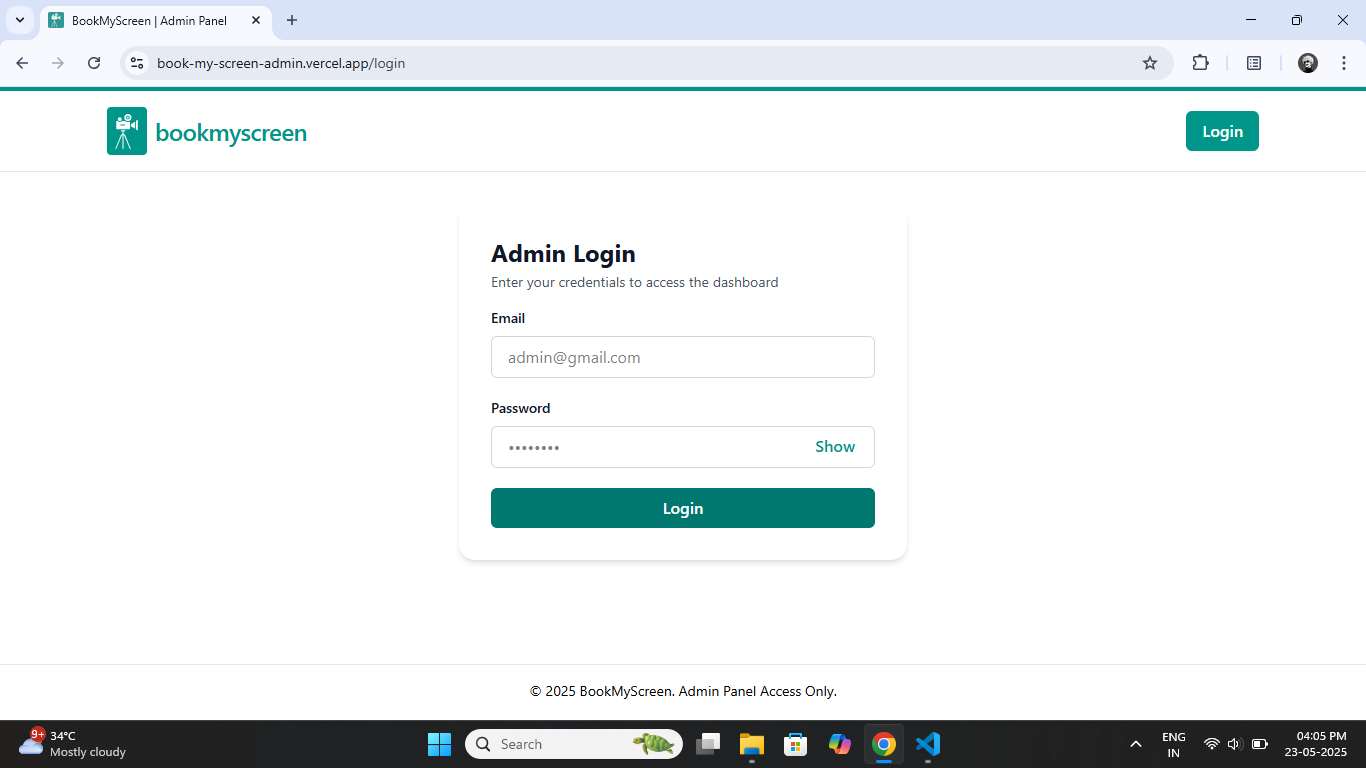 BookMyScreen | Admin Panel
book-my-screen-admin.vercel.app/login
bookmyscreen
Login
Admin Login
Enter your credentials to access the dashboard
Email
admin@gmail.com
Password
••••••••
Show
Login
© 2025 BookMyScreen. Admin Panel Access Only.
9+
34°C
Mostly cloudy
Search
ENG
IN
04:05 PM
23-05-2025